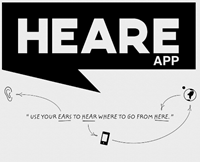 HEARE
APP
"USE YOUR EARS TO HEAR WHERE TO GO FROM HERE."